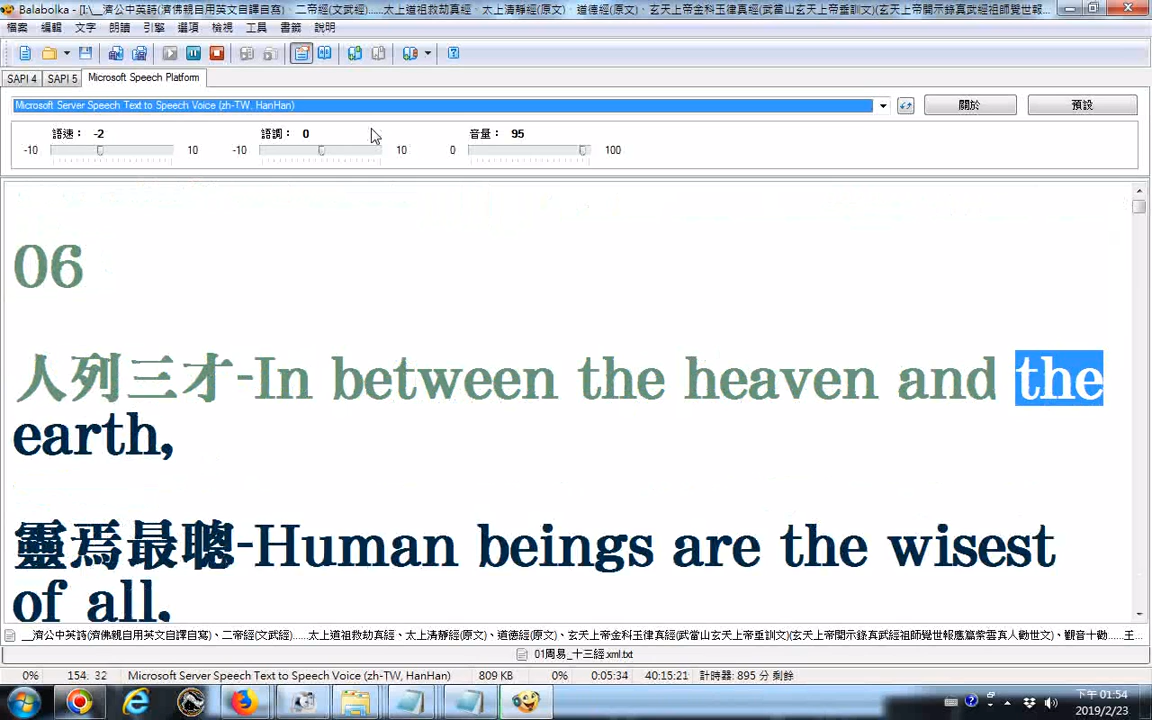 Balabolka - [I:\__濟公中英詩(濟佛親自用英文自譯自寫)、二帝經(文武經)......太上道祖救劫真經、太上清靜經(原文)、道德經(原文)、玄天上帝金科玉律真經(武當山玄天上帝垂訓文)(玄天上帝開示錄真武經祖師覺世報...
檔案 編輯 文字 朗讀 引擎 選項 檢視 工具 書籤 說明
SAPI 4 SAPI 5 Microsoft Speech Platform
Microsoft Server Speech Text to Speech Voice (zh-TW, HanHan) 關於 預設
語速： -2 語調： 0 音量： 95
-10 10 -10 10 0 100
06
人列三才-In between the heaven and the
earth,
靈焉最聰-Human beings are the wisest
of all.
__濟公中英詩(濟佛親自用英文自譯自寫)、二帝經(文武經)......太上道祖救劫真經、太上清靜經(原文)、道德經(原文)、玄天上帝金科玉律真經(武當山玄天上帝垂訓文)(玄天上帝開示錄真武經祖師覺世報應篇紫雲真人勸世文)、觀音十勸......王...
01周易_十三經.xml.txt
0% 154. 32 Microsoft Server Speech Text to Speech Voice (zh-TW, HanHan) 809 KB 0% 0:05:34 40:15:21 計時器: 895 分 剩餘
下午 01:54
2019/2/23